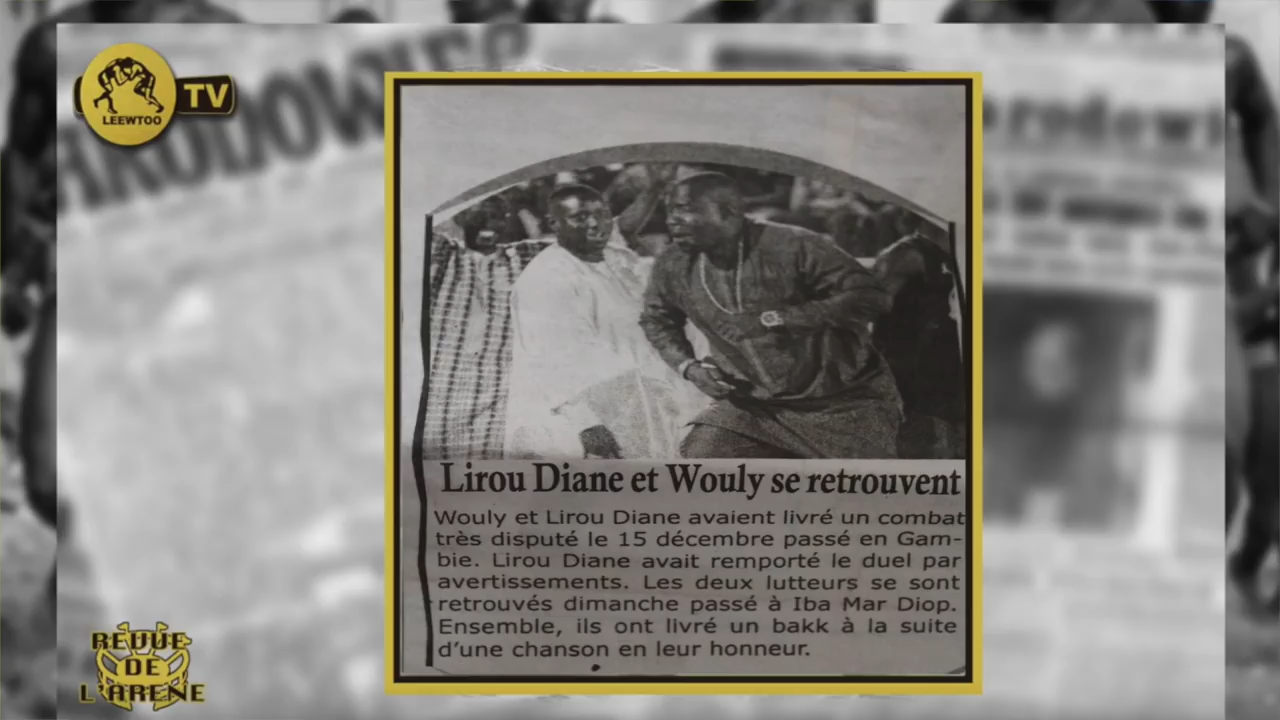 LEEWTOO
TV
Lirou Diane et Wouly se retrouvent
Wouly et Lirou Diane avaient livré un combat
très disputé le 15 décembre passé en Gam-
bie. Lirou Diane avait remporté le duel par
avertissements. Les deux lutteurs se sont
retrouvés dimanche passé à Iba Mar Diop.
Ensemble, ils ont livré un bakk à la suite
d'une chanson en leur honneur.
REVUE
DE
L'ARENE